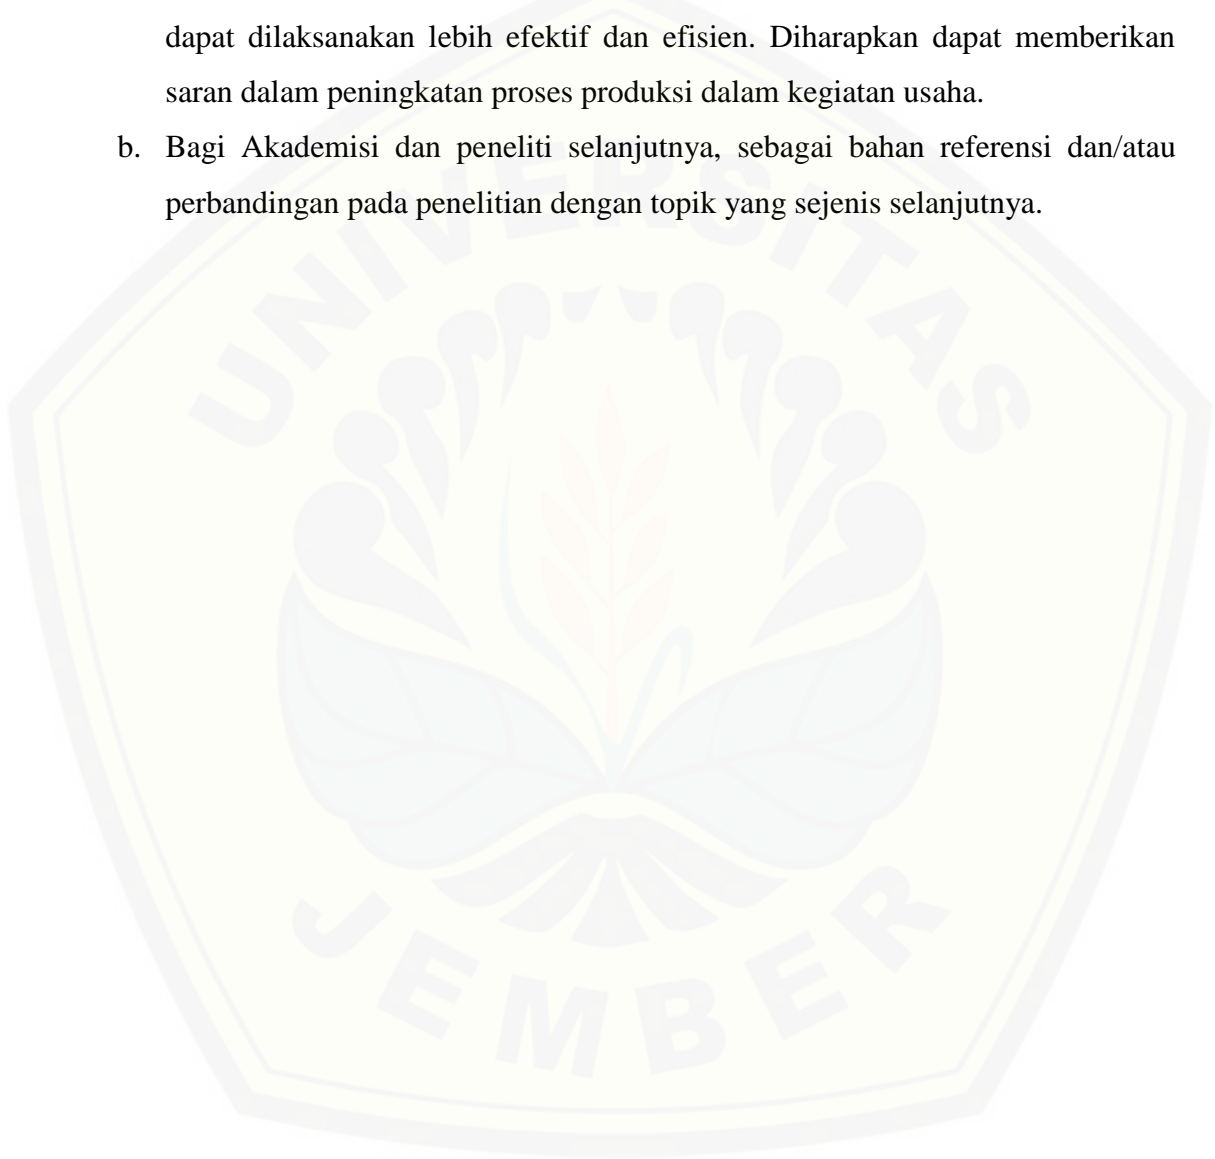 dapat dilaksanakan lebih efektif dan efisien. Diharapkan dapat memberikan
saran dalam peningkatan proses produksi dalam kegiatan usaha.
b. Bagi Akademisi dan peneliti selanjutnya, sebagai bahan referensi dan/atau
perbandingan pada penelitian dengan topik yang sejenis selanjutnya.
UNIVERSITAS
JEMBER